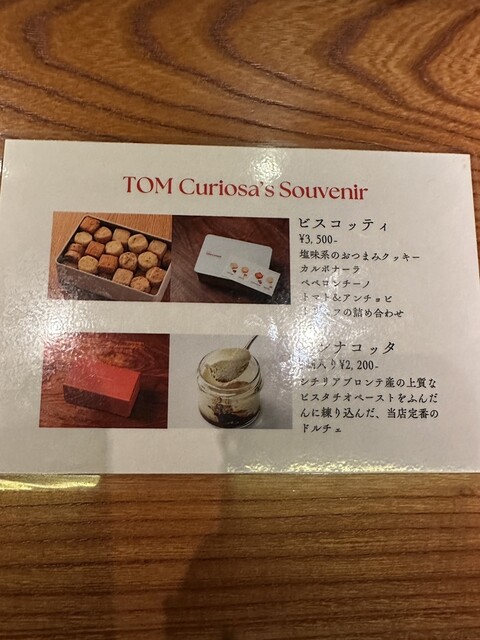 TOM Curiosa's Souvenir
ビスコッティ
¥3,500-
塩味系のおつまみクッキー
カルボナーラ
ペペロンチーノ
トマト&アンチョビ
の詰め合わせ
ンナコッタ
入り¥2,200-
シチリアブロンテ産の上質な
ピスタチオペーストをふんだ
んに練り込んだ、当店定番の
ドルチェ